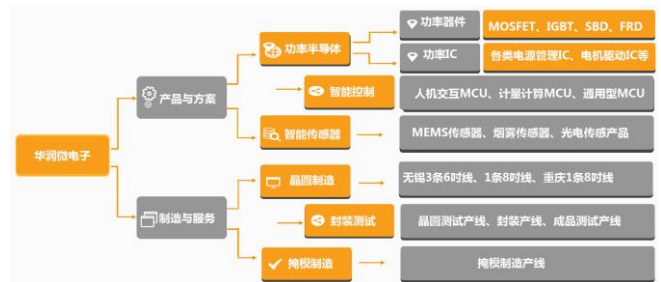 华润微电子
产品与方案
功率半导体
功率器件
MOSFET、IGBT、SBD、FRD
功率IC
各类电源管理IC、电机驱动IC等
智能控制
人机交互MCU、计量计算MCU、通用型MCU
智能传感器
MEMS传感器、烟雾传感器、光电传感产品
制造与服务
晶圆制造
无锡3条6吋线、1条8吋线、重庆1条8吋线
封装测试
晶圆测试产线、封装产线、成品测试产线
掩模制造
掩模制造产线